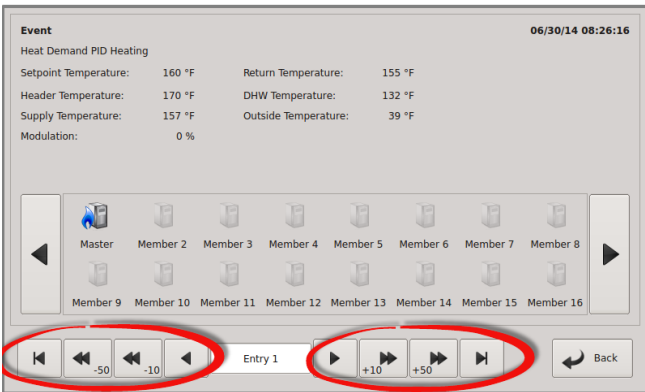 Event 06/30/14 08:26:16
Heat Demand PID Heating
Setpoint Temperature: 160 °F Return Temperature: 155 °F
Header Temperature: 170 °F DHW Temperature: 132 °F
Supply Temperature: 157 °F Outside Temperature: 39 °F
Modulation: 0 %
Master Member 2 Member 3 Member 4 Member 5 Member 6 Member 7 Member 8
Member 9 Member 10 Member 11 Member 12 Member 13 Member 14 Member 15 Member 16
-50 -10 Entry 1 +10 +50 Back